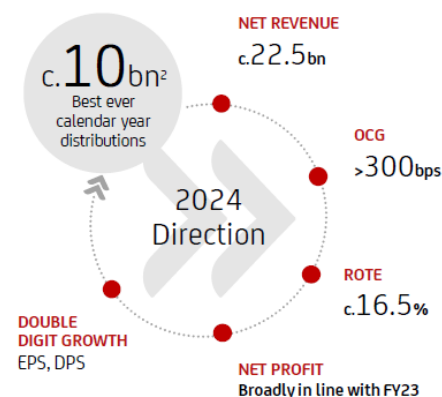 NET REVENUE
c.22.5bn
c.10bn²
Best ever
calendar year
distributions
OCG
>300bps
2024
Direction
ROTE
c.16.5%
DOUBLE
DIGIT GROWTH
EPS, DPS
NET PROFIT
Broadly in line with FY23